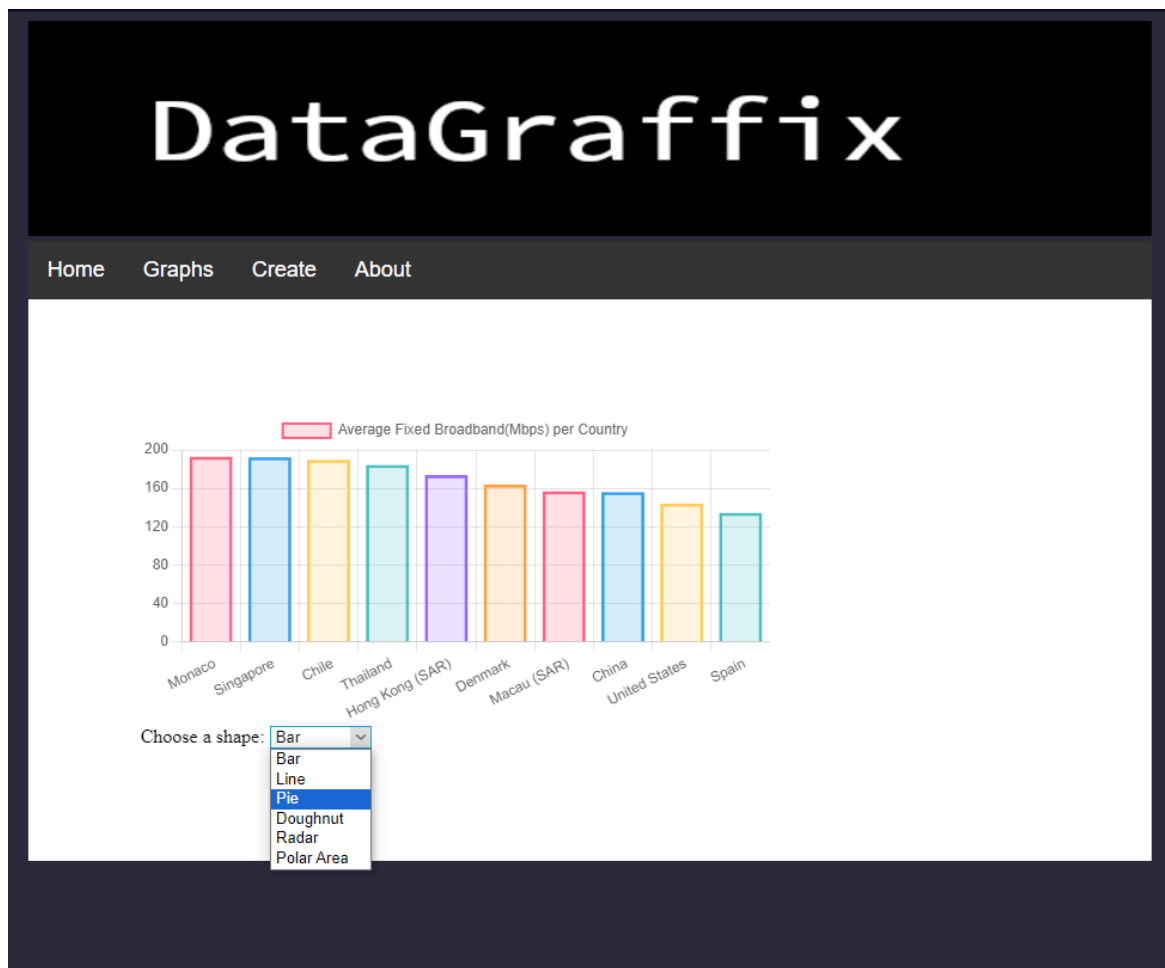 DataGraffix
Home Graphs Create About
Average Fixed Broadband(Mbps) per Country
200
160
120
80
40
0
Monaco Singapore Chile Thailand Hong Kong (SAR) Denmark Macau (SAR) China United States Spain
Choose a shape: Bar
Bar
Line
Pie
Doughnut
Radar
Polar Area